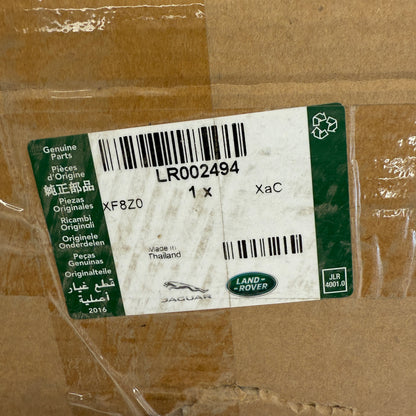 Genuine
Parts
Pièces
d'Origine
純正部品
Piezas
Originales
Ricambi
Originali
Originele
Onderdelen
Peças
Genuinas
Originalteile
قطع غيار
أصلية
2016
LR002494
1 x
XaC
XF8Z0
Made in
Thailand
JAGUAR
LAND-
-ROVER
JLR
4001.0